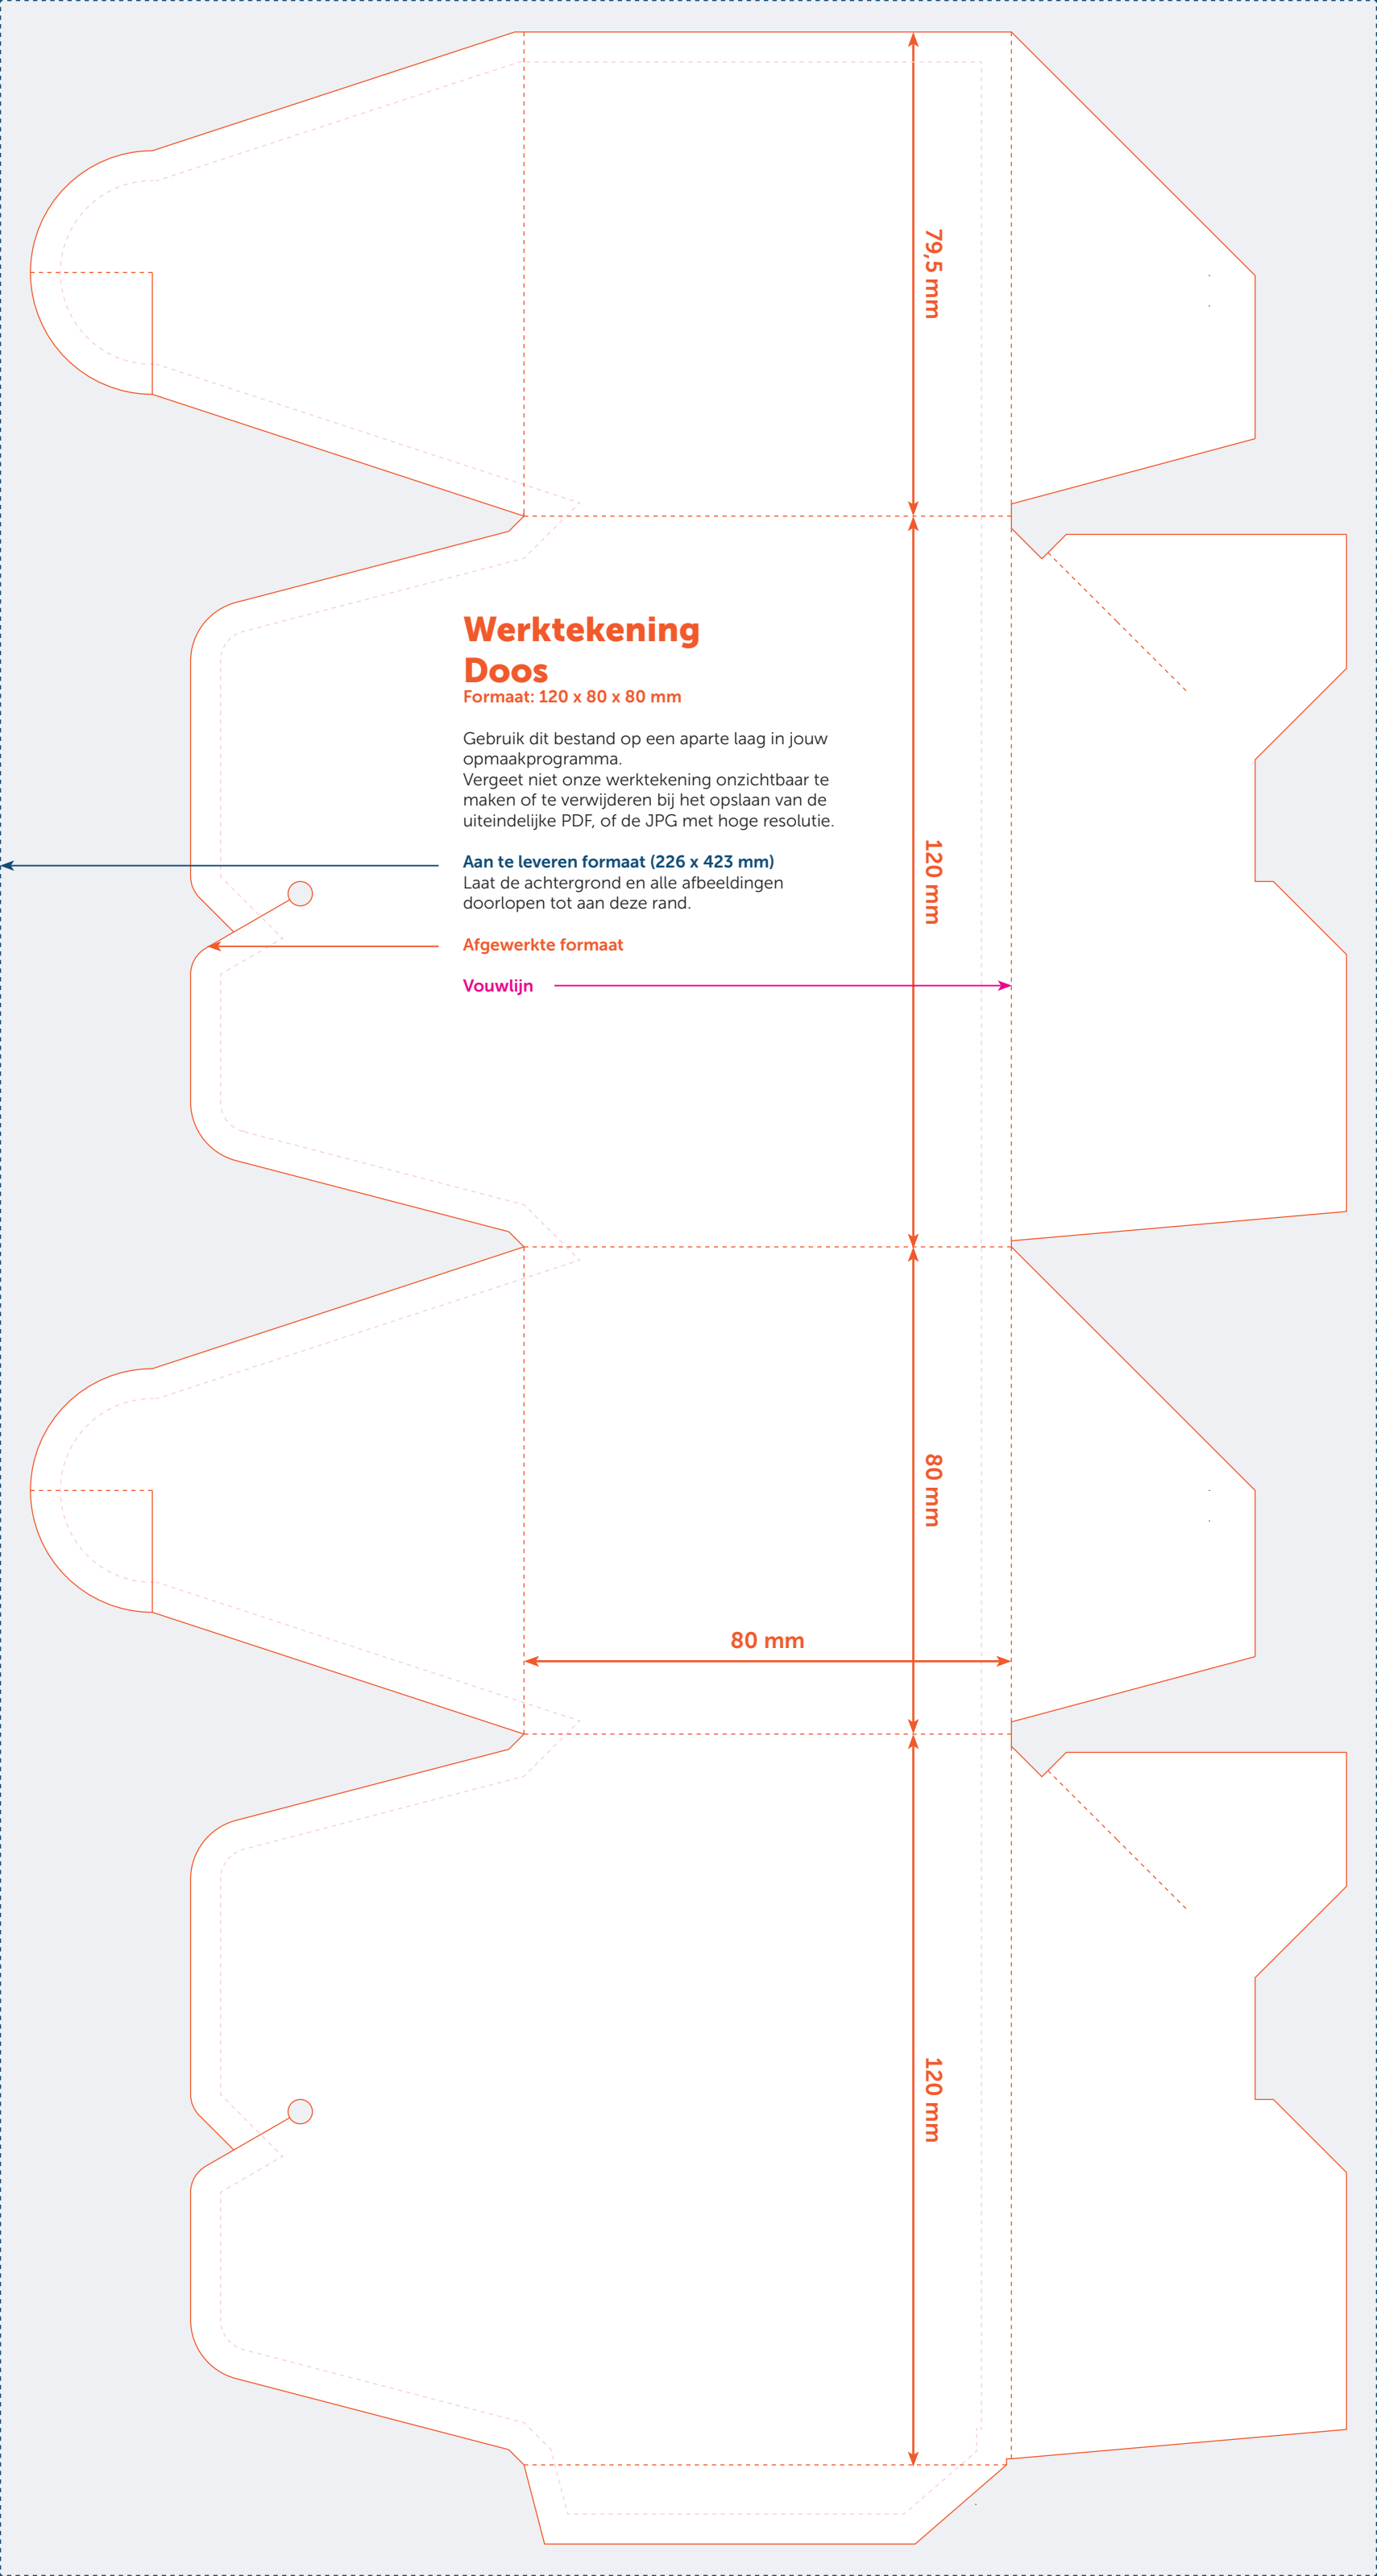 79,5 mm
Werktekening
Doos
Formaat: 120 x 80 x 80 mm
Gebruik dit bestand op een aparte laag in jouw
opmaakprogramma.
Vergeet niet onze werktekening onzichtbaar te
maken of te verwijderen bij het opslaan van de
uiteindelijke PDF, of de JPG met hoge resolutie.
120 mm
Aan te leveren formaat (226 x 423 mm)
Laat de achtergrond en alle afbeeldingen
doorlopen tot aan deze rand.
Afgewerkte formaat
Vouwlijn
80 mm
80 mm
120 mm